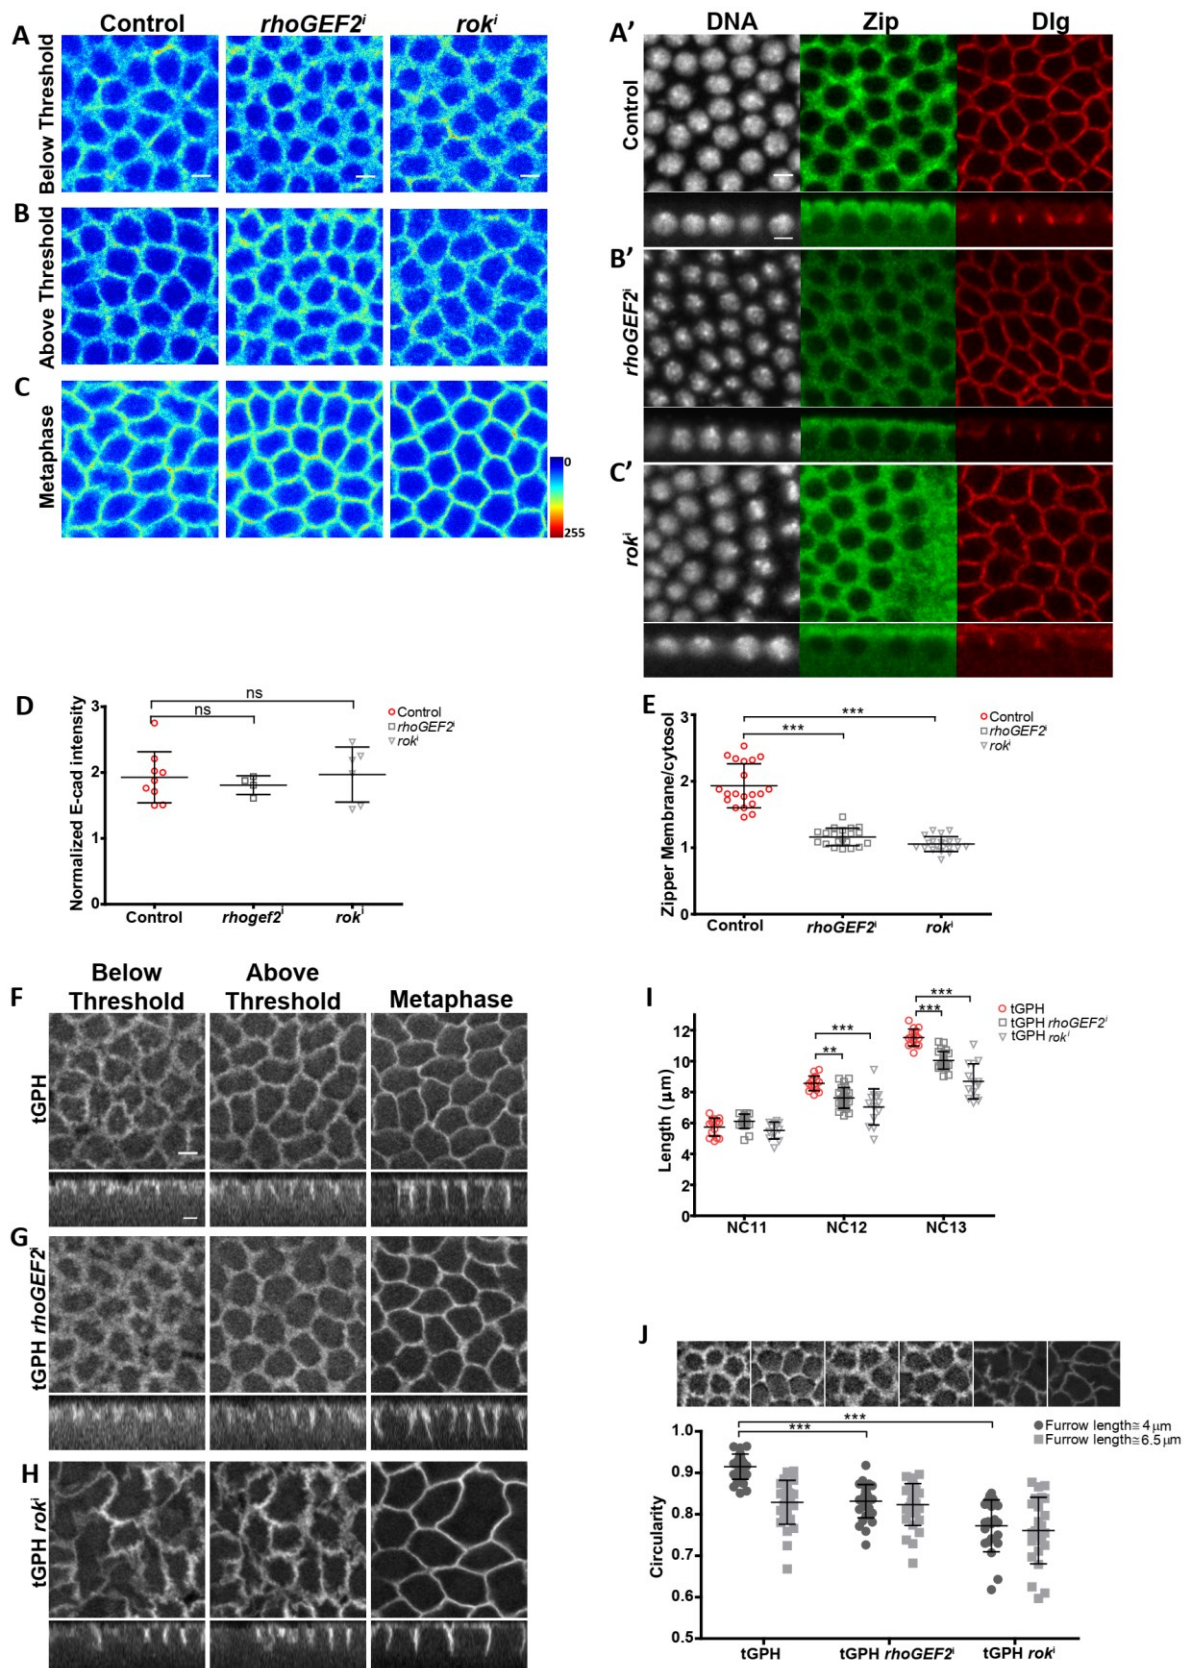 A
Control rhoGEF2ⁱ rokⁱ
Below Threshold
B
Above Threshold
C
Metaphase
0
255
A′
DNA Zip Dlg
Control
B′
rhoGEF2ⁱ
C′
rokⁱ
D
Normalized E-cad intensity
3
2
1
0
ns
ns
Control
rhoGEF2ⁱ
rokⁱ
Control rhogef2ⁱ rokⁱ
E
Zipper Membrane/cytosol
3
2
1
0
***
***
Control
rhoGEF2ⁱ
rokⁱ
Control rhoGEF2ⁱ rokⁱ
Below Threshold
Above Threshold
Metaphase
F
tGPH
G
tGPH rhoGEF2ⁱ
H
tGPH rokⁱ
I
Length (μm)
12
10
8
6
4
2
0
***
**
***
***
tGPH
tGPH rhoGEF2ⁱ
tGPH rokⁱ
NC11 NC12 NC13
J
Circularity
1.0
0.9
0.8
0.7
0.6
0.5
***
***
Furrow length≅4μm
Furrow length≅6.5μm
tGPH tGPH rhoGEF2ⁱ tGPH rokⁱ